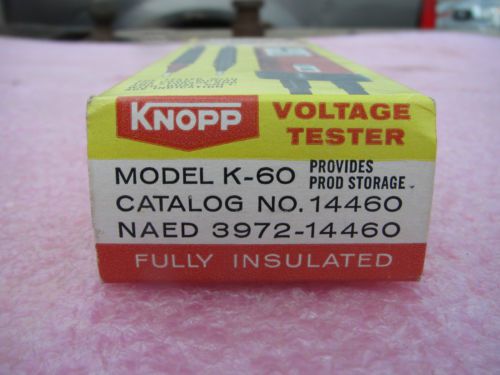 KNOPP
VOLTAGE
TESTER
MODEL K-60 PROVIDES PROD STORAGE
CATALOG NO. 14460
NAED 3972-14460
FULLY INSULATED